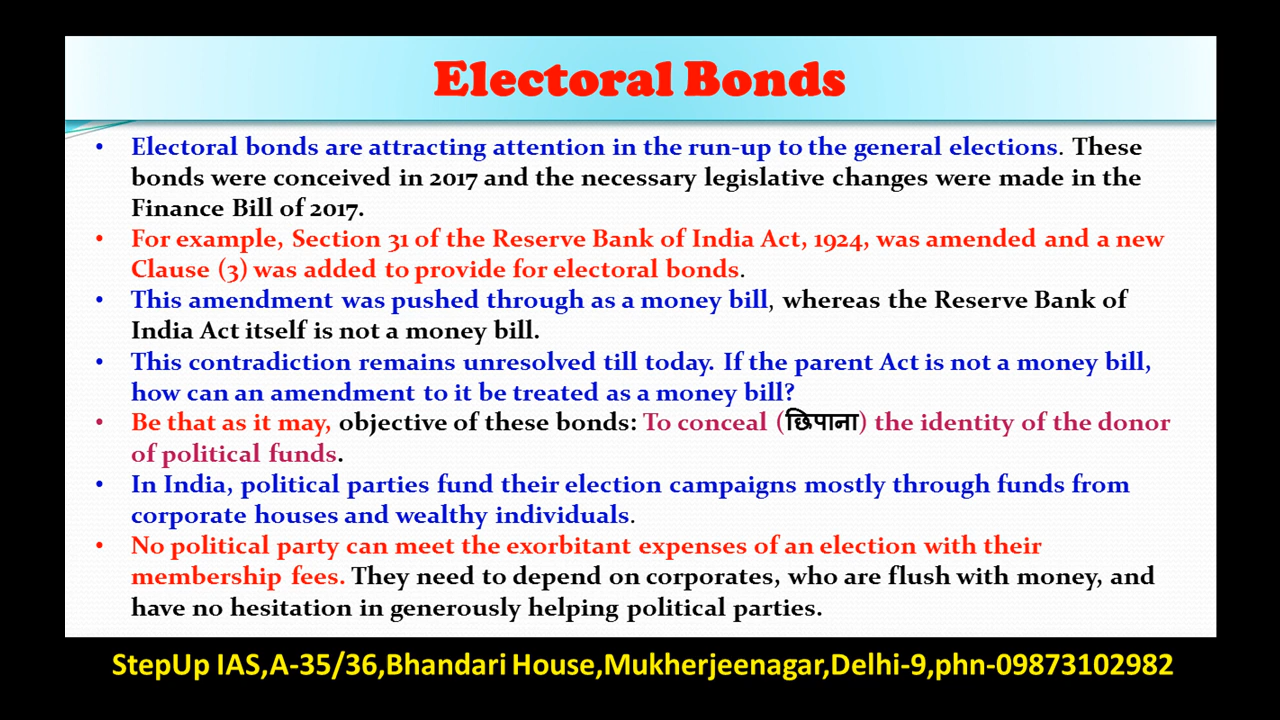 Electoral Bonds
• Electoral bonds are attracting attention in the run-up to the general elections. These
bonds were conceived in 2017 and the necessary legislative changes were made in the
Finance Bill of 2017.
• For example, Section 31 of the Reserve Bank of India Act, 1924, was amended and a new
Clause (3) was added to provide for electoral bonds.
• This amendment was pushed through as a money bill, whereas the Reserve Bank of
India Act itself is not a money bill.
• This contradiction remains unresolved till today. If the parent Act is not a money bill,
how can an amendment to it be treated as a money bill?
• Be that as it may, objective of these bonds: To conceal (छिपाना) the identity of the donor
of political funds.
• In India, political parties fund their election campaigns mostly through funds from
corporate houses and wealthy individuals.
• No political party can meet the exorbitant expenses of an election with their
membership fees. They need to depend on corporates, who are flush with money, and
have no hesitation in generously helping political parties.
StepUp IAS,A-35/36,Bhandari House,Mukherjeenagar,Delhi-9,phn-09873102982